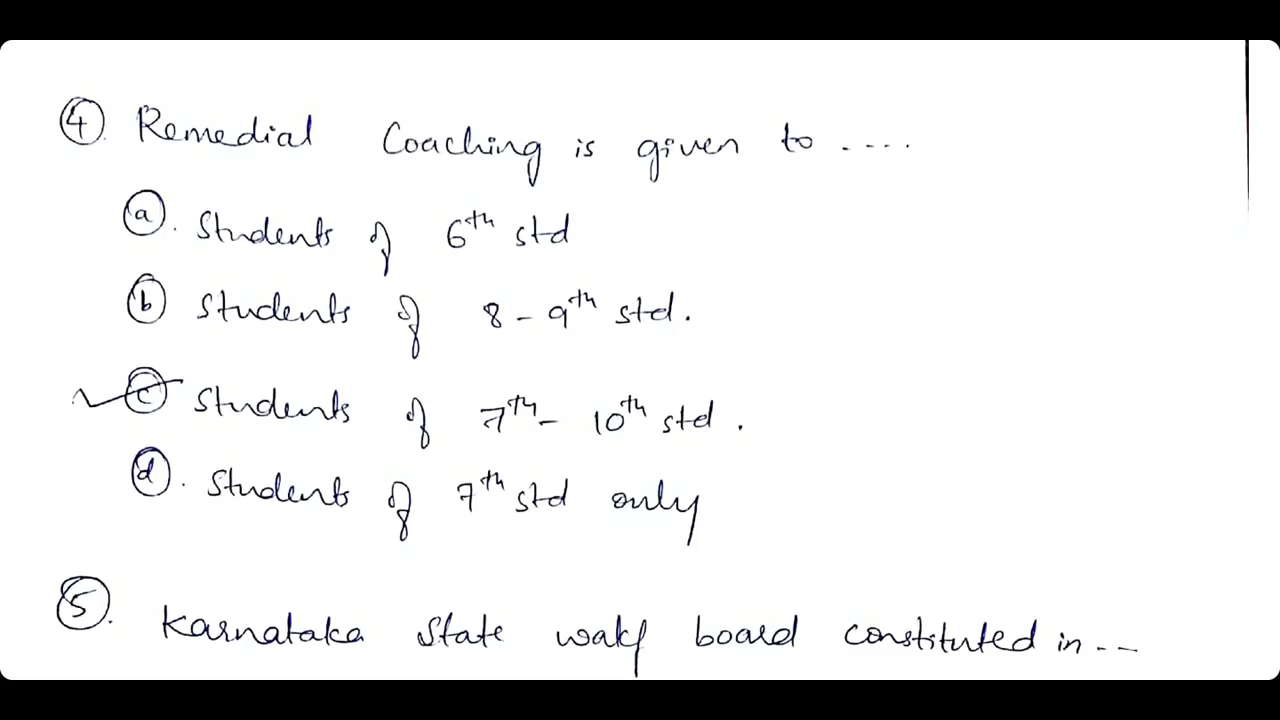 4. Remedial Coaching is given to ....
a. Students of 6th std
b Students of 8 - 9th std.
c Students of 7th - 10th std.
d. Students of 7th std only
5. Karnataka State wakf board constituted in --